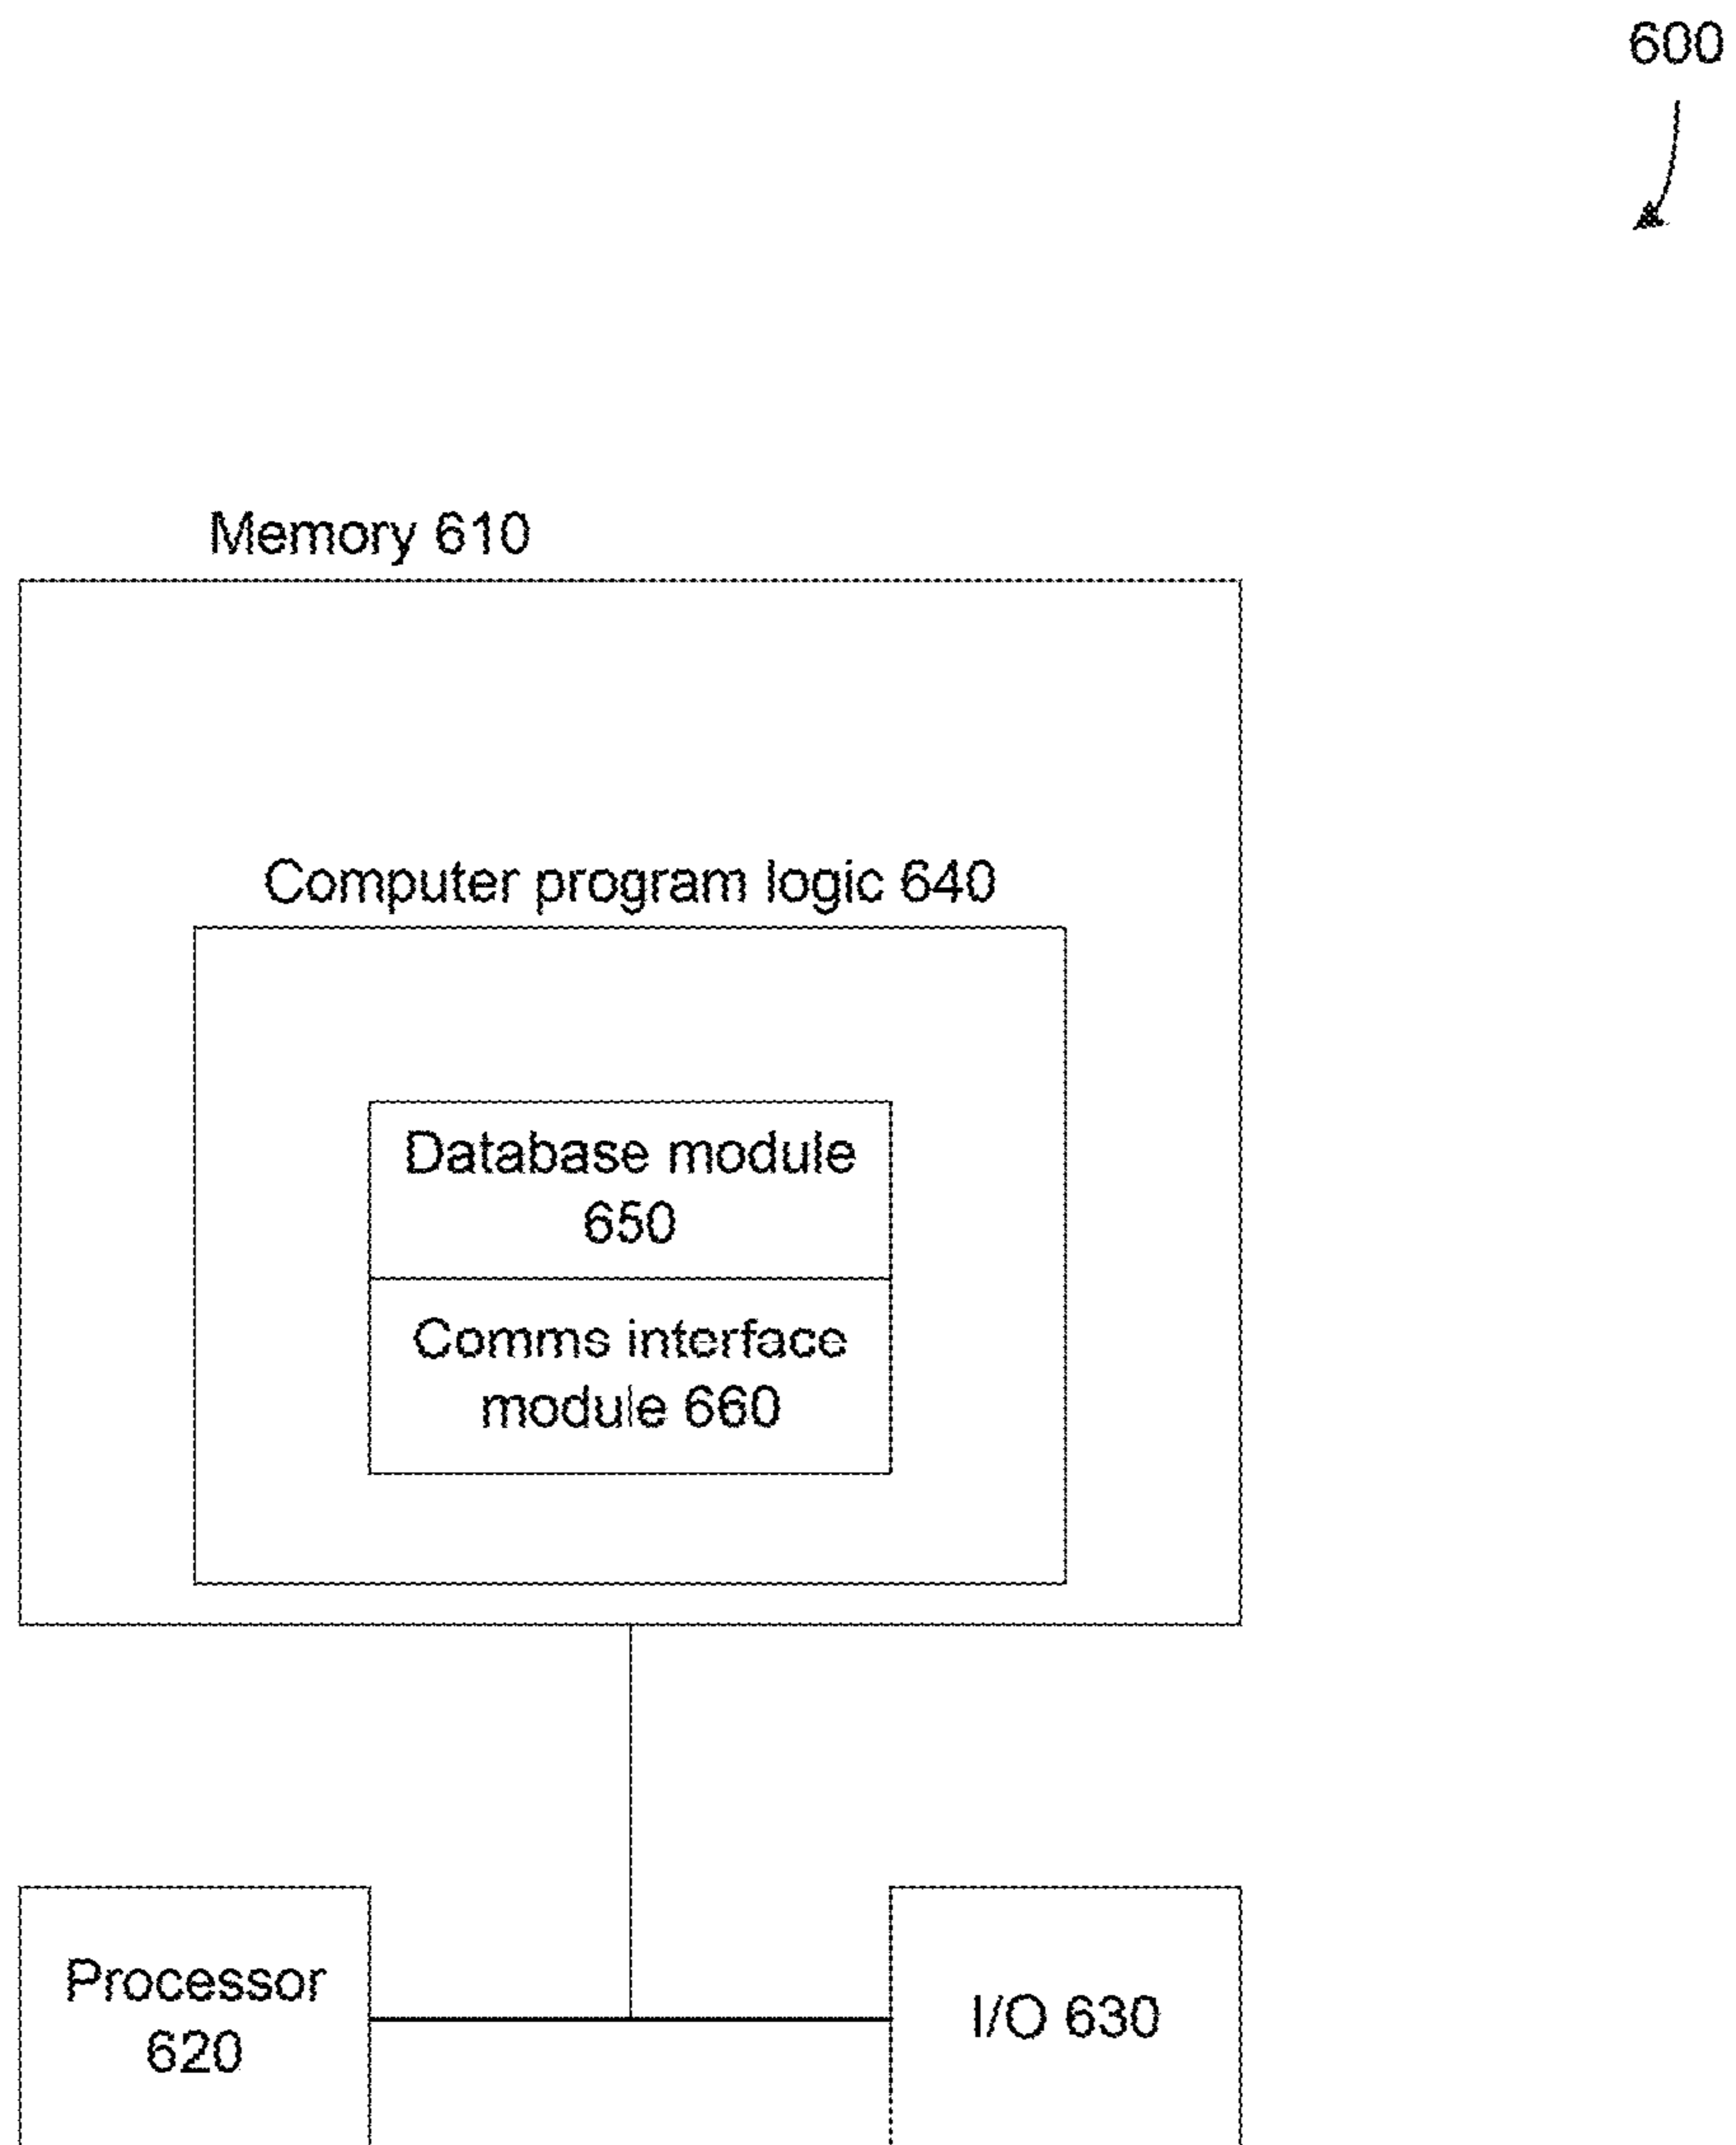 600
Memory 610
Computer program logic 640
Database module
650
Comms interface
module 660
Processor
620
I/O 630